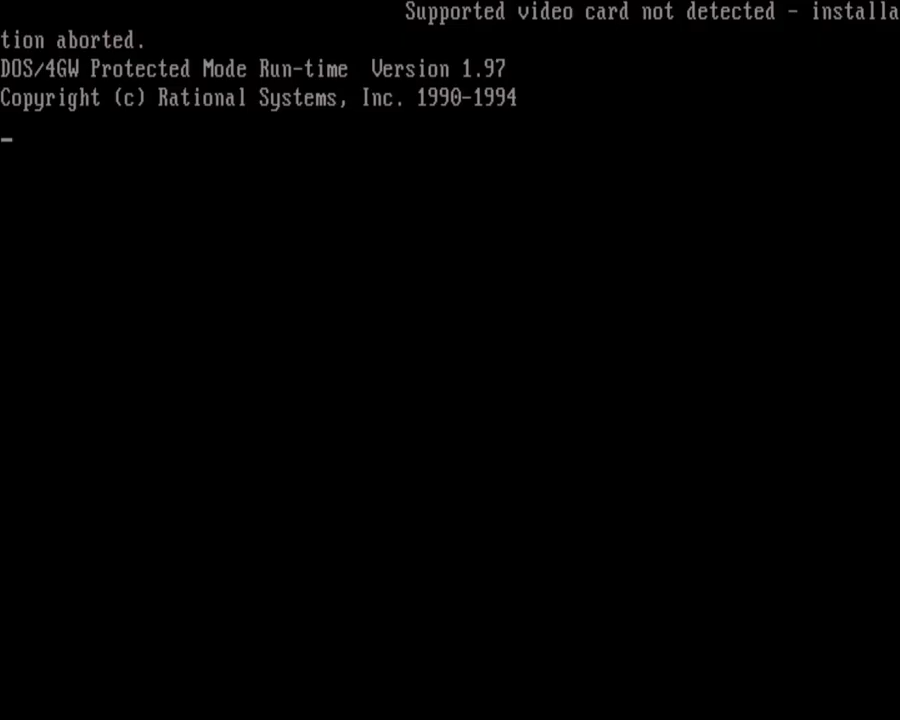 Supported video card not detected - installa
tion aborted.
DOS/4GW Protected Mode Run-time  Version 1.97
Copyright (c) Rational Systems, Inc. 1990-1994